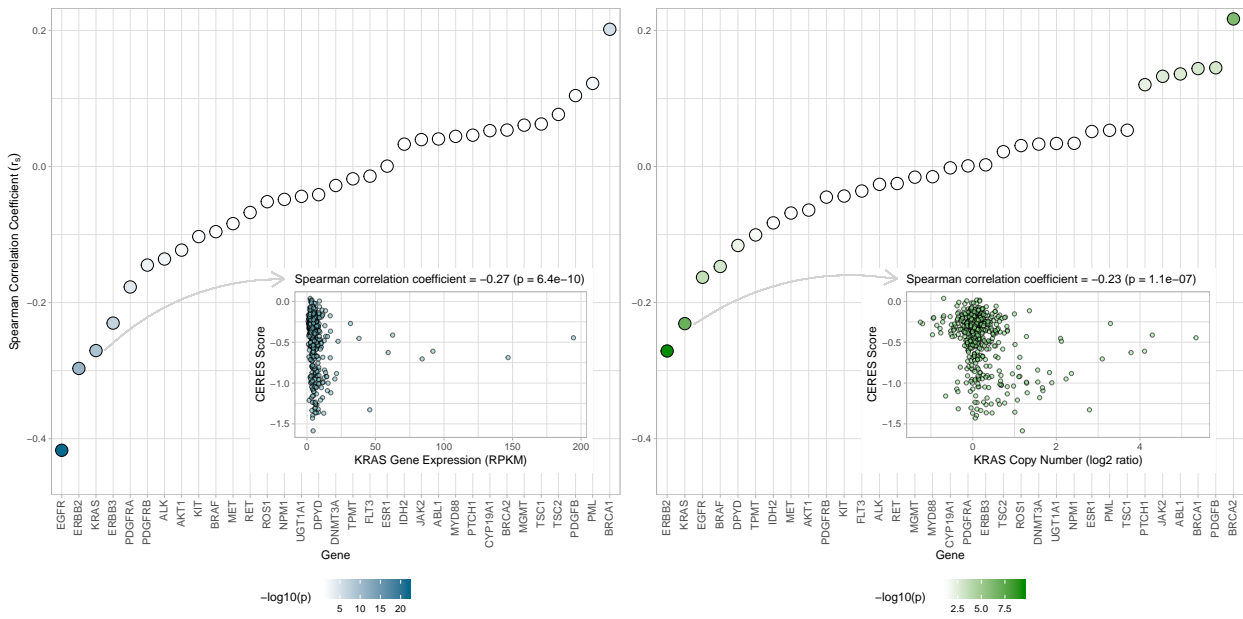 Spearman Correlation Coefficient (rs)
0.2
0.0
−0.2
−0.4
Spearman correlation coefficient = −0.27 (p = 6.4e−10)
CERES Score
0.0
−0.5
−1.0
−1.5
0 50 100 150 200
KRAS Gene Expression (RPKM)
EGFR
ERBB2
KRAS
ERBB3
PDGFRA
PDGFRB
ALK
AKT1
KIT
BRAF
MET
RET
ROS1
NPM1
UGT1A1
DPYD
DNMT3A
TPMT
FLT3
ESR1
IDH2
JAK2
ABL1
MYD88
PTCH1
CYP19A1
BRCA2
MGMT
TSC1
TSC2
PDGFB
PML
BRCA1
Gene
−log10(p)
5 10 15 20
0.2
0.0
−0.2
−0.4
Spearman correlation coefficient = −0.23 (p = 1.1e−07)
CERES Score
0.0
−0.5
−1.0
−1.5
0 2 4
KRAS Copy Number (log2 ratio)
ERBB2
KRAS
EGFR
BRAF
DPYD
TPMT
IDH2
MET
AKT1
PDGFRB
KIT
FLT3
ALK
RET
MGMT
MYD88
CYP19A1
PDGFRA
ERBB3
TSC2
ROS1
DNMT3A
UGT1A1
NPM1
ESR1
PML
TSC1
PTCH1
JAK2
ABL1
BRCA1
PDGFB
BRCA2
Gene
−log10(p)
2.5 5.0 7.5